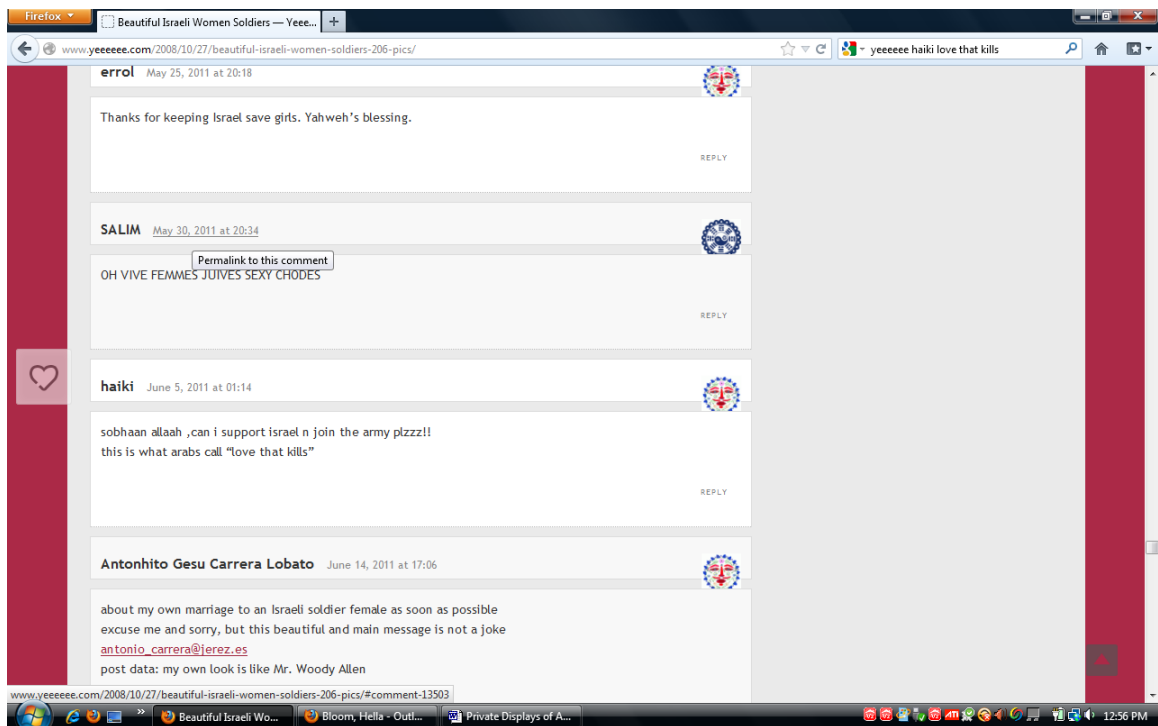 Firefox
Beautiful Israeli Women Soldiers — Yeee...
www.yeeeeee.com/2008/10/27/beautiful-israeli-women-soldiers-206-pics/
yeeeeee haiki love that kills
errol May 25, 2011 at 20:18
Thanks for keeping Israel save girls. Yahweh's blessing.
REPLY
SALIM May 30, 2011 at 20:34
Permalink to this comment
OH VIVE FEMMES JUIVES SEXY CHODES
REPLY
haiki June 5, 2011 at 01:14
sobhaan allaah ,can i support israel n join the army plzzz!!
this is what arabs call “love that kills”
REPLY
Antonhito Gesu Carrera Lobato June 14, 2011 at 17:06
about my own marriage to an Israeli soldier female as soon as possible
excuse me and sorry, but this beautiful and main message is not a joke
antonio_carrera@jerez.es
post data: my own look is like Mr. Woody Allen
www.yeeeeee.com/2008/10/27/beautiful-israeli-women-soldiers-206-pics/#comment-13503
Beautiful Israeli Wo...
Bloom, Hella - Outl...
Private Displays of A...
12:56 PM